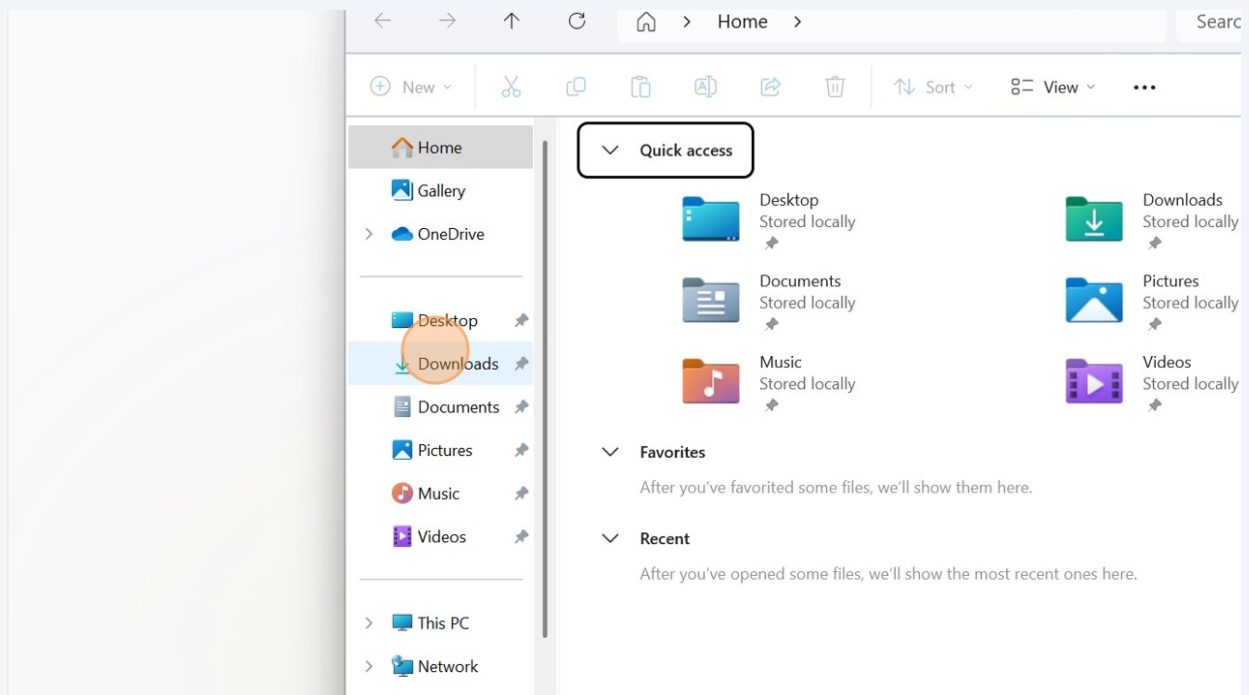 Home
Searc
New
Sort
View
Home
Gallery
OneDrive
Desktop
Downloads
Documents
Pictures
Music
Videos
This PC
Network
Quick access
Desktop
Stored locally
Downloads
Stored locally
Documents
Stored locally
Pictures
Stored locally
Music
Stored locally
Videos
Stored locally
Favorites
After you've favorited some files, we'll show them here.
Recent
After you've opened some files, we'll show the most recent ones here.